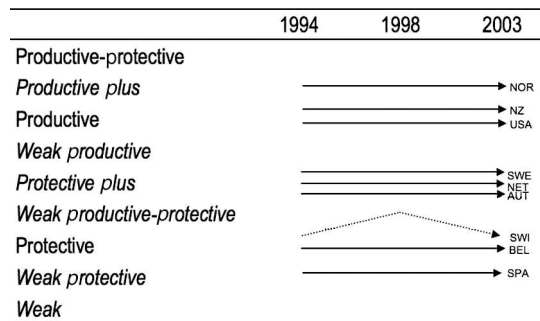 1994 1998 2003
Productive-protective
Productive plus
NOR
NZ
Productive
USA
Weak productive
SWE
Protective plus
NET
AUT
Weak productive-protective
SWI
Protective
BEL
Weak protective
SPA
Weak